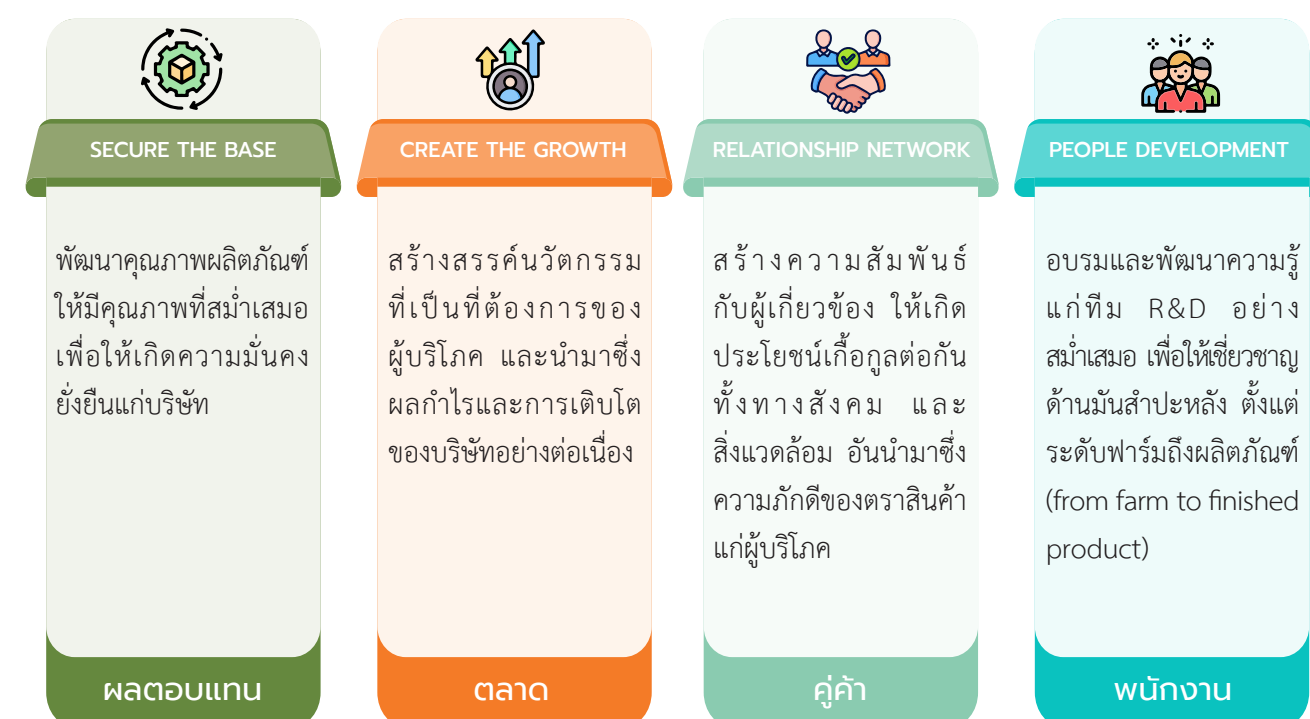 SECURE THE BASE
พัฒนาคุณภาพผลิตภัณฑ์
ให้มีคุณภาพที่สม่ำเสมอ
เพื่อให้เกิดความมั่นคง
ยั่งยืนแก่บริษัท
ผลตอบแทน
CREATE THE GROWTH
สร้างสรรค์นวัตกรรม
ที่เป็นที่ต้องการของ
ผู้บริโภค และนำมาซึ่ง
ผลกำไรและการเติบโต
ของบริษัทอย่างต่อเนื่อง
ตลาด
RELATIONSHIP NETWORK
สร้างความสัมพันธ์
กับผู้เกี่ยวข้อง ให้เกิด
ประโยชน์เกื้อกูลต่อกัน
ทั้งทางสังคม และ
สิ่งแวดล้อม อันนำมาซึ่ง
ความภักดีของตราสินค้า
แก่ผู้บริโภค
คู่ค้า
PEOPLE DEVELOPMENT
อบรมและพัฒนาความรู้
แก่ทีม R&D อย่าง
สม่ำเสมอ เพื่อให้เชี่ยวชาญ
ด้านมันสำปะหลัง ตั้งแต่
ระดับฟาร์มถึงผลิตภัณฑ์
(from farm to finished
product)
พนักงาน